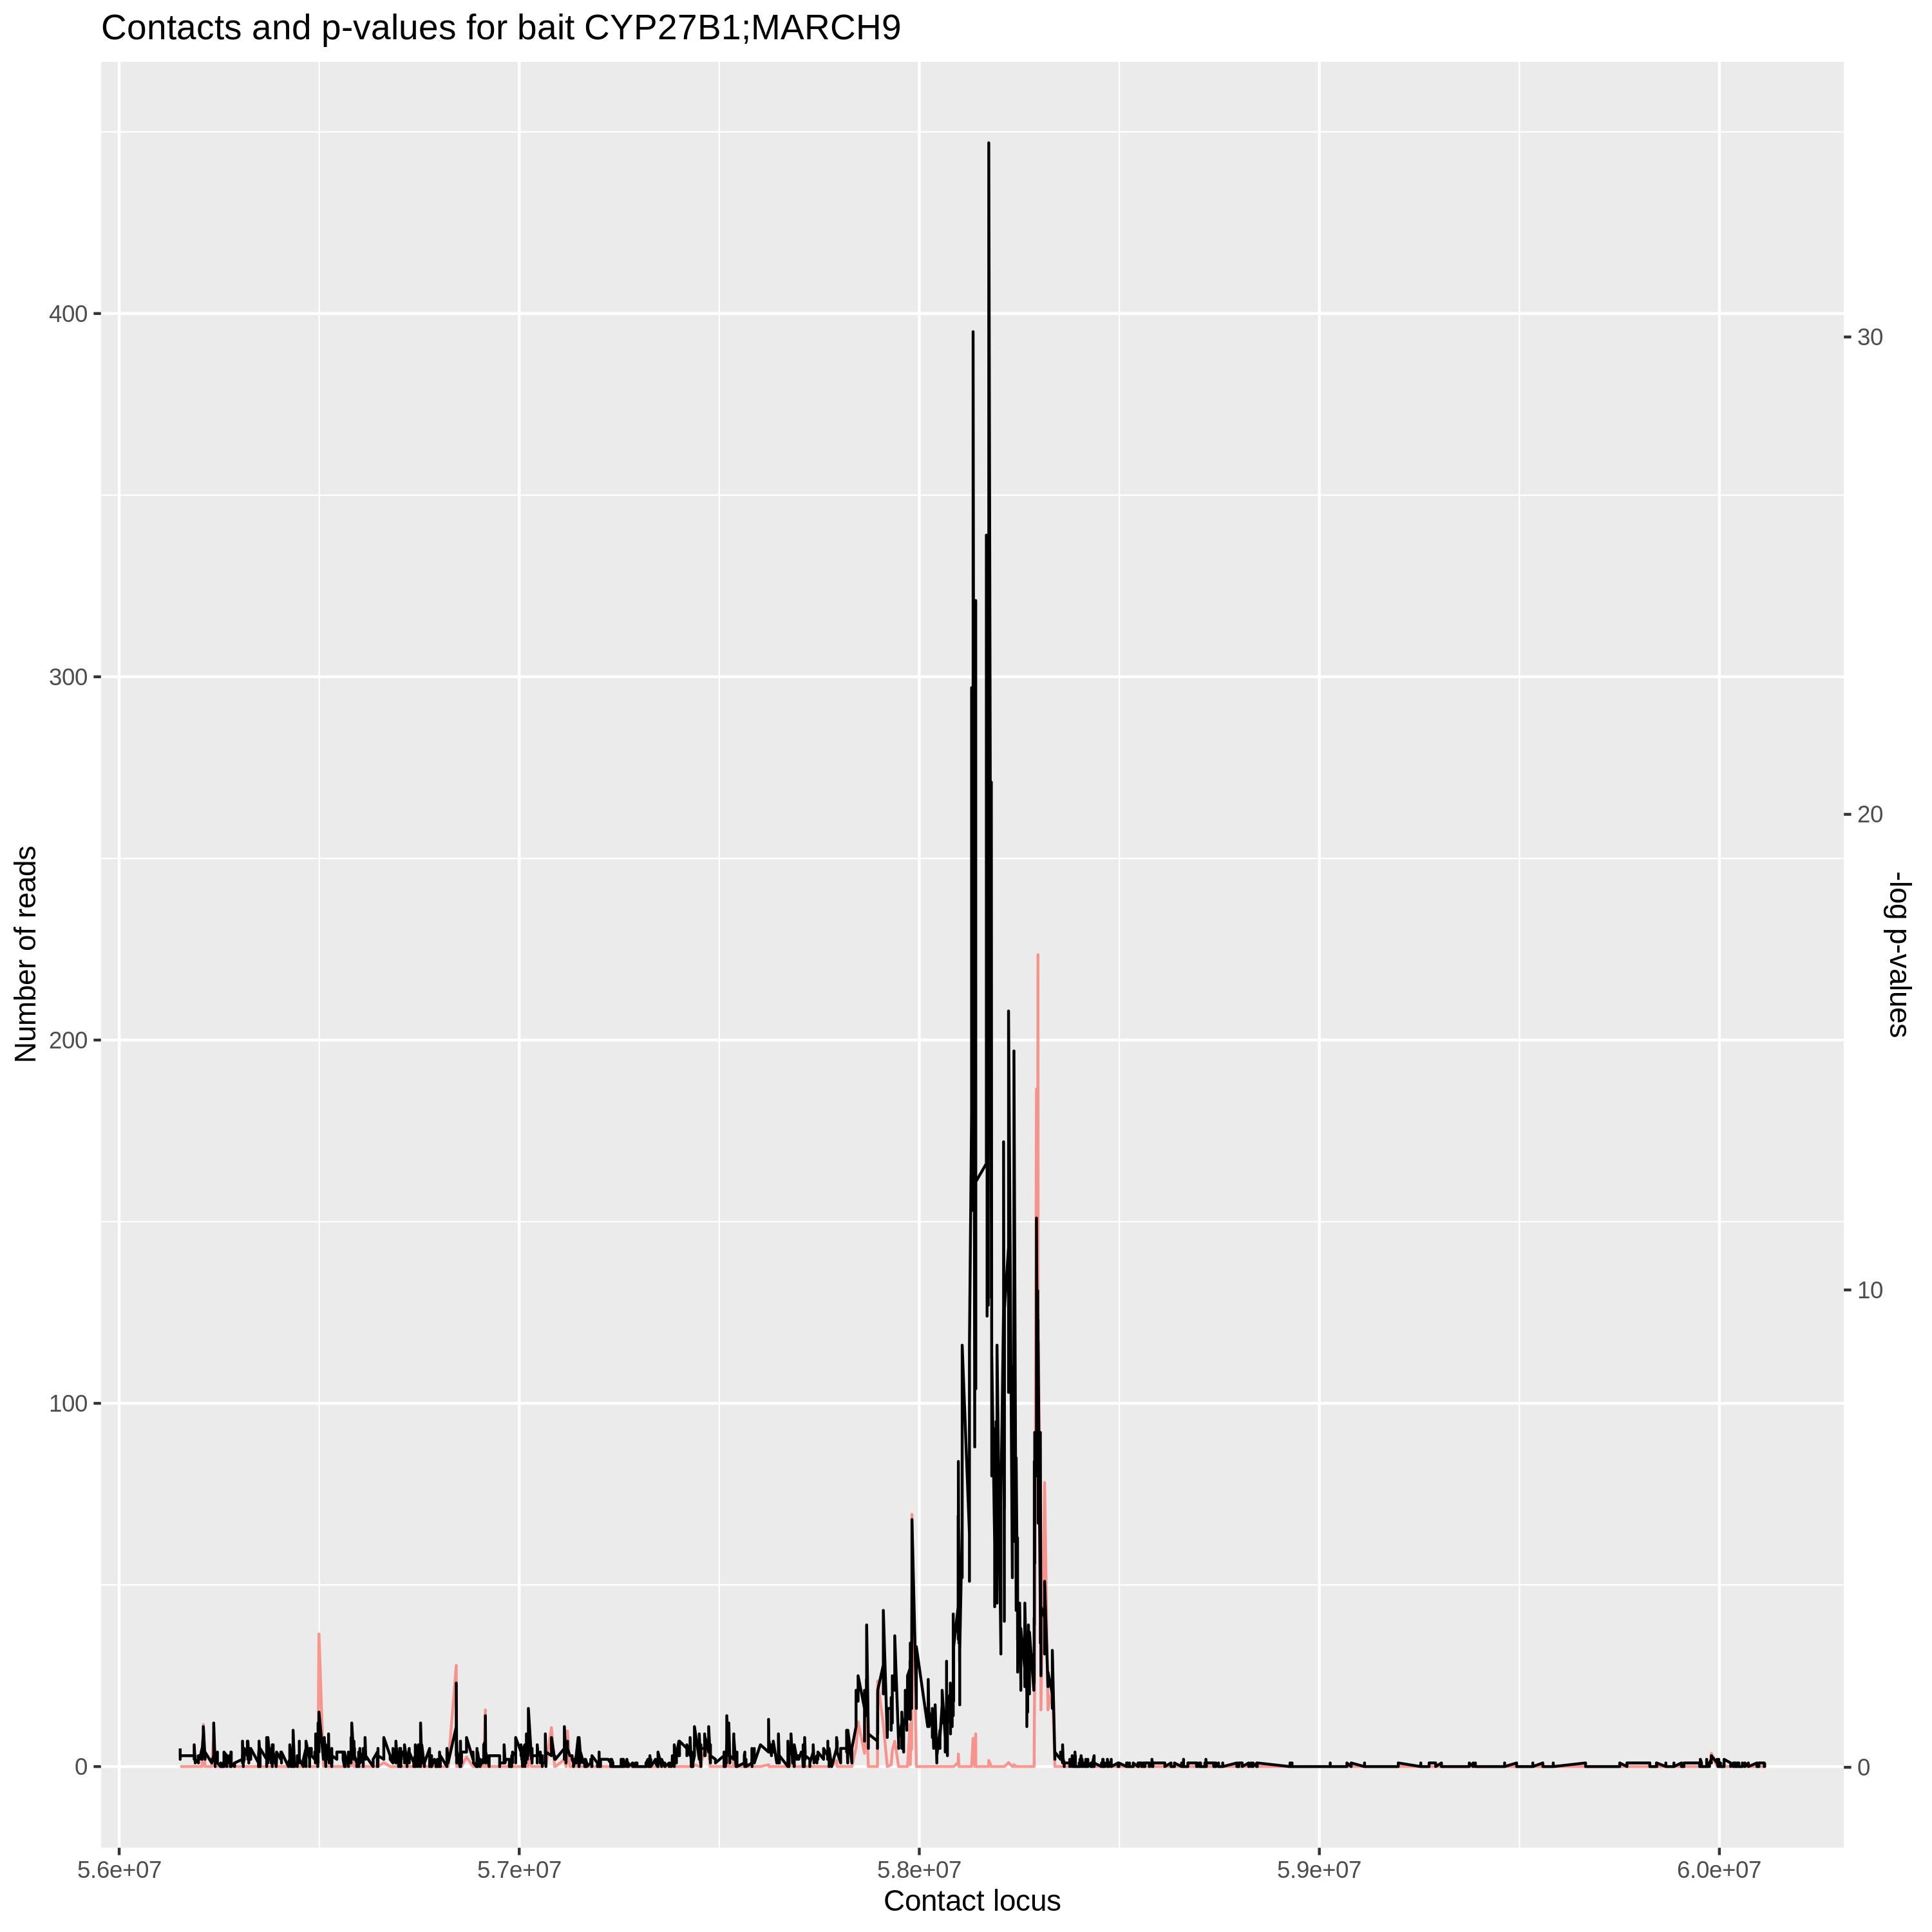 Contacts and p-values for bait CYP27B1;MARCH9
Number of reads
400
300
200
100
0
30
20
10
0
-log p-values
5.6e+07
5.7e+07
5.8e+07
5.9e+07
6.0e+07
Contact locus